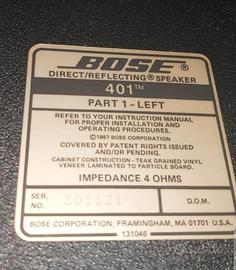 BOSE®
DIRECT/REFLECTING® SPEAKER
401™
PART 1 - LEFT
REFER TO YOUR INSTRUCTION MANUAL
FOR PROPER INSTALLATION AND
OPERATING PROCEDURES.
©1987 BOSE CORPORATION
COVERED BY PATENT RIGHTS ISSUED
AND/OR PENDING.
CABINET CONSTRUCTION - TEAK GRAINED VINYL
VENEER LAMINATED TO PARTICLE BOARD.
IMPEDANCE 4 OHMS
SER. NO. 301121 D.O.M.
BOSE CORPORATION, FRAMINGHAM, MA 01701 U.S.A.
131046